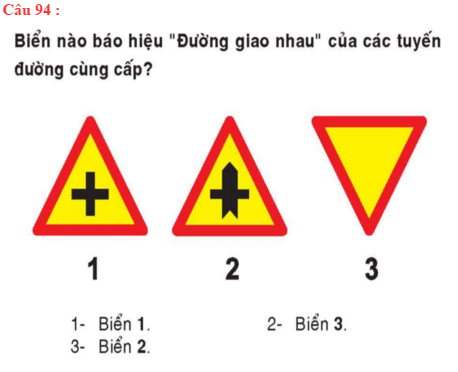 Câu 94 :
Biển nào báo hiệu "Đường giao nhau" của các tuyến
đường cùng cấp?
1 2 3
1- Biển 1. 2- Biển 3.
3- Biển 2.